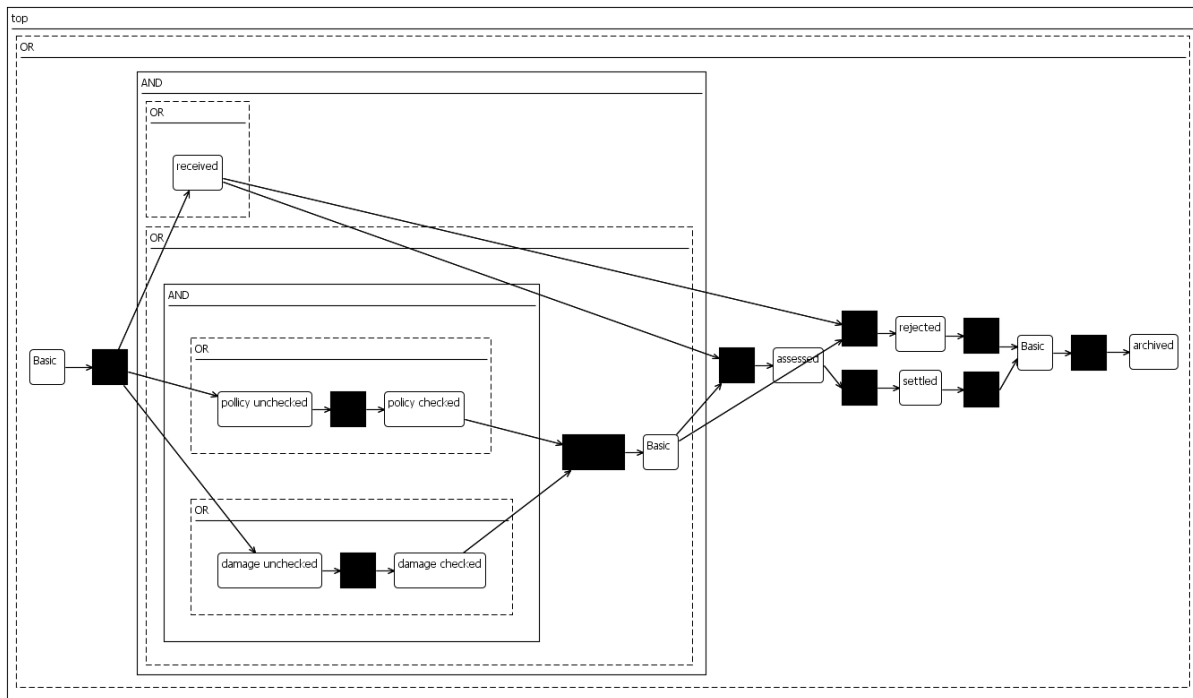 top
OR
AND
OR
received
OR
AND
OR
pollicy unchecked
policy checked
OR
damage unchecked
damage checked
Basic
Basic
assessed
rejected
settled
Basic
archived